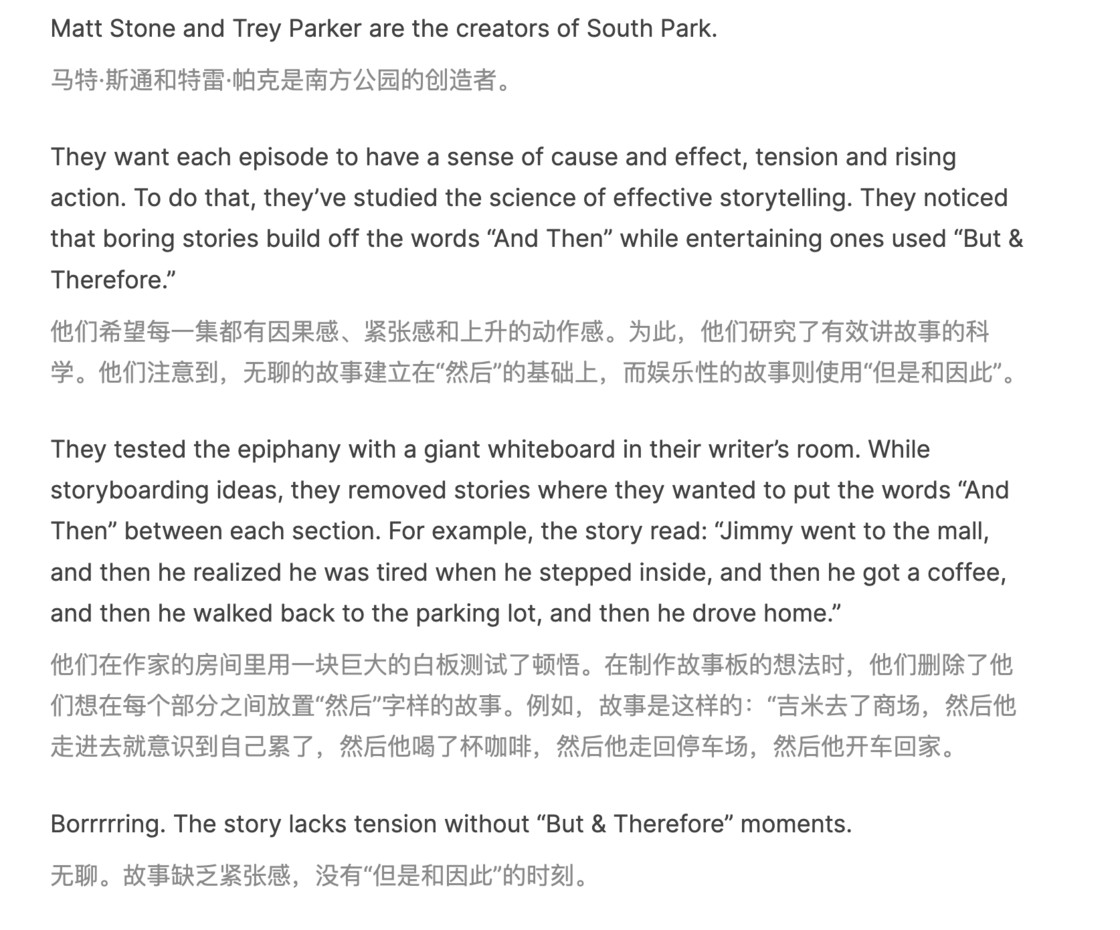 Matt Stone and Trey Parker are the creators of South Park.
马特·斯通和特雷·帕克是南方公园的创造者。
They want each episode to have a sense of cause and effect, tension and rising
action. To do that, they’ve studied the science of effective storytelling. They noticed
that boring stories build off the words “And Then” while entertaining ones used “But &
Therefore.”
他们希望每一集都有因果感、紧张感和上升的动作感。为此，他们研究了有效讲故事的科
学。他们注意到，无聊的故事建立在“然后”的基础上，而娱乐性的故事则使用“但是和因此”。
They tested the epiphany with a giant whiteboard in their writer’s room. While
storyboarding ideas, they removed stories where they wanted to put the words “And
Then” between each section. For example, the story read: “Jimmy went to the mall,
and then he realized he was tired when he stepped inside, and then he got a coffee,
and then he walked back to the parking lot, and then he drove home.”
他们在作家的房间里用一块巨大的白板测试了顿悟。在制作故事板的想法时，他们删除了他
们想在每个部分之间放置“然后”字样的故事。例如，故事是这样的：“吉米去了商场，然后他
走进去就意识到自己累了，然后他喝了杯咖啡，然后他走回停车场，然后他开车回家。
Borrrrring. The story lacks tension without “But & Therefore” moments.
无聊。故事缺乏紧张感，没有“但是和因此”的时刻。